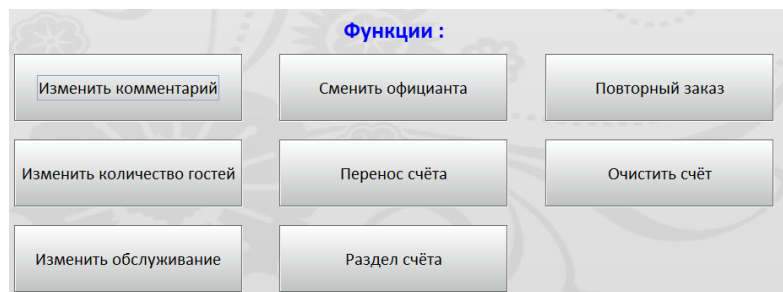 Функции :
Изменить комментарий
Сменить официанта
Повторный заказ
Изменить количество гостей
Перенос счёта
Очистить счёт
Изменить обслуживание
Раздел счёта